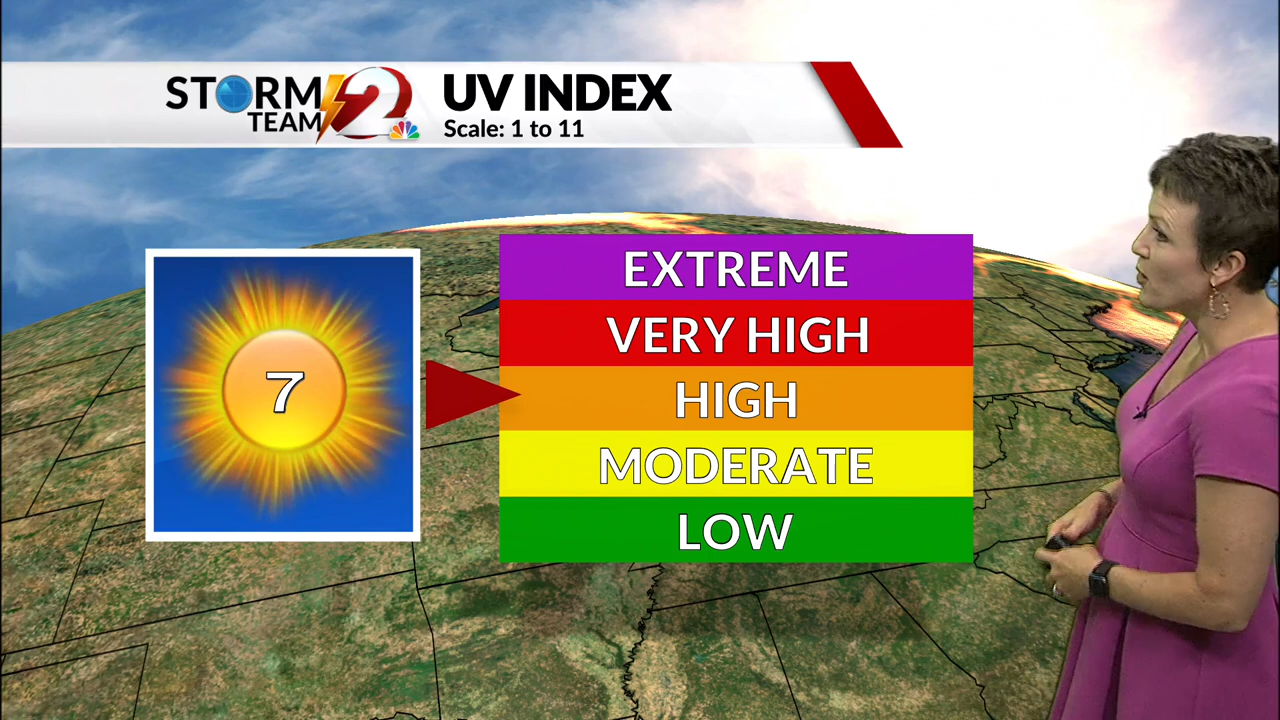 STORM
TEAM
2
UV INDEX
Scale: 1 to 11
7
EXTREME
VERY HIGH
HIGH
MODERATE
LOW